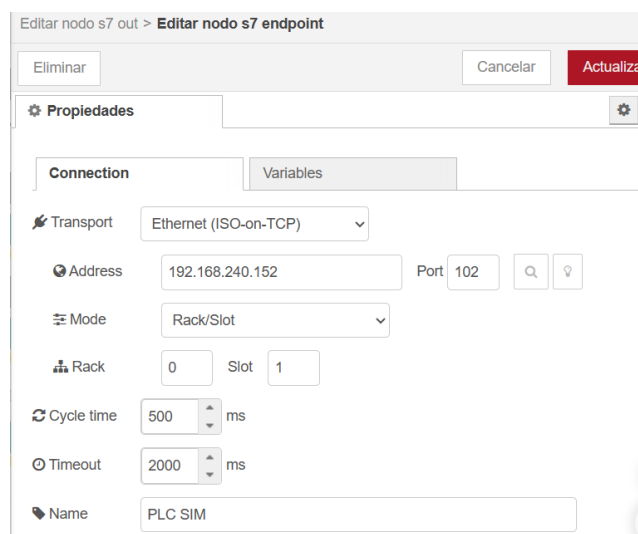 Editar nodo s7 out > Editar nodo s7 endpoint
Eliminar Cancelar Actualiza
Propiedades
Connection Variables
Transport Ethernet (ISO-on-TCP)
Address 192.168.240.152 Port 102
Mode Rack/Slot
Rack 0 Slot 1
Cycle time 500 ms
Timeout 2000 ms
Name PLC SIM